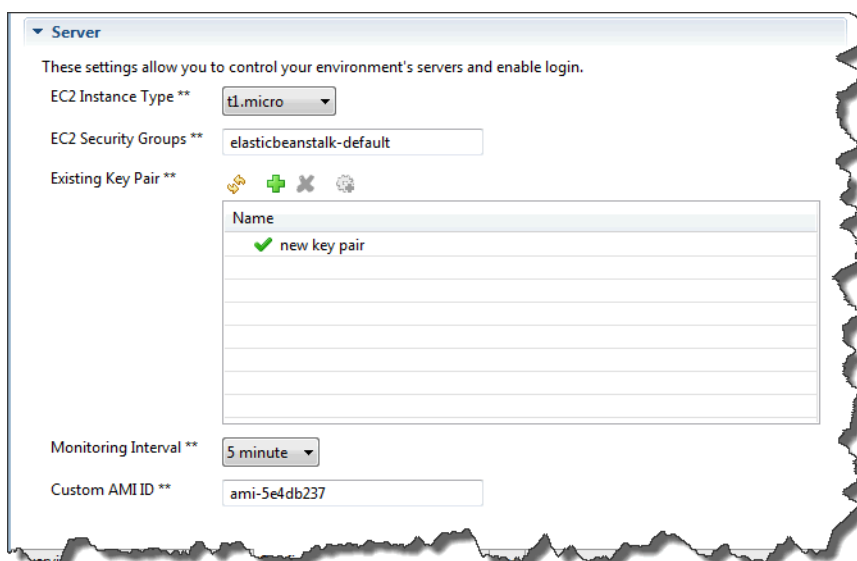 Server
These settings allow you to control your environment's servers and enable login.
EC2 Instance Type ** t1.micro
EC2 Security Groups ** elasticbeanstalk-default
Existing Key Pair **
Name
new key pair
Monitoring Interval ** 5 minute
Custom AMI ID ** ami-5e4db237